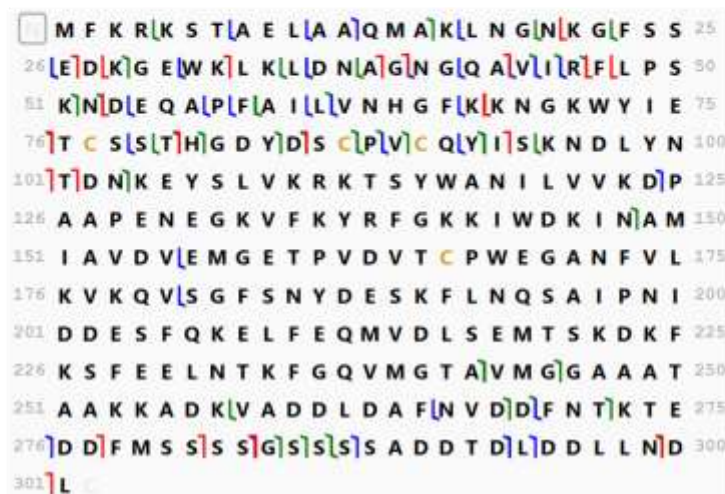 N M F K R K S T A E L A A Q M A K L N G N K G F S S 25
26 E D K G E W K L K L L D N L A G N G Q A V I R F L P S 50
51 K N D L E Q A L P F A I L L V N H G F K K N G K W Y I E 75
76 T C S S T H G D Y D S C P V C Q Y I S K N D L Y N 100
101 T D N K E Y S L V K R K T S Y W A N I L V V K D P 125
126 A A P E N E G K V F K Y R F G K K I W D K I N A M 150
151 I A V D V E M G E T P V D V T C P W E G A N F V L 175
176 K V K Q V S G F S N Y D E S K F L N Q S A I P N I 200
201 D D E S F Q K E L F E Q M V D L S E M T S K D K F 225
226 K S F E E L N T K F G Q V M G T A V M G G A A A T 250
251 A A K K A D K V A D D L D A F N V D D F N T K T E 275
276 D D F M S S S S S G S S S S A D D T D L D D L L N D 300
301 L C